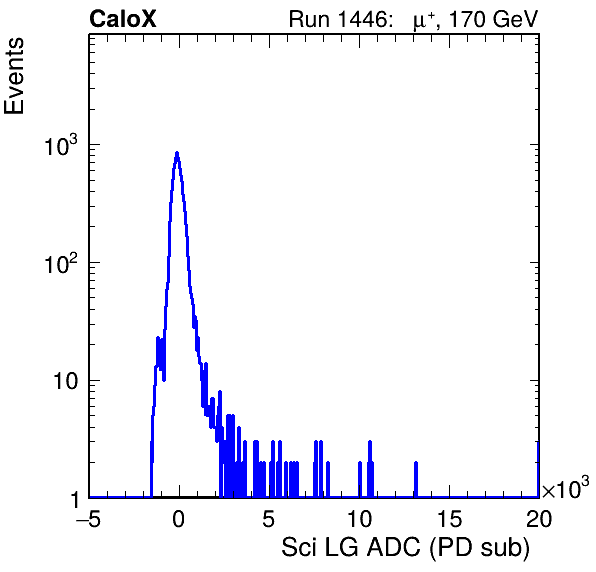 CaloX Run 1446: μ⁺, 170 GeV
Events
10³
10²
10
1
−5 0 5 10 15 20 ×10³
Sci LG ADC (PD sub)